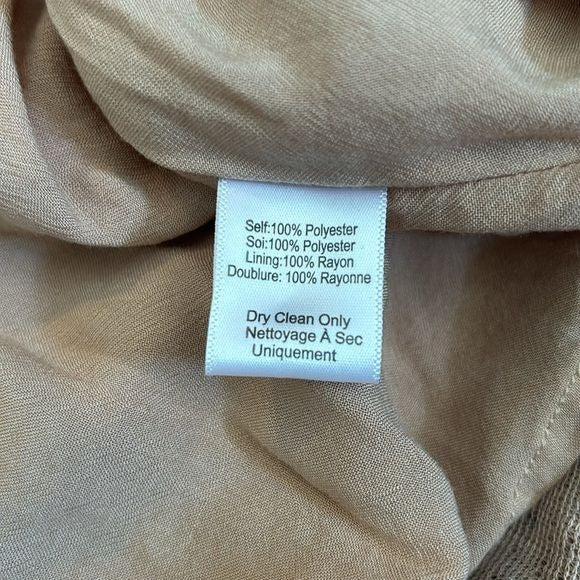 Self:100% Polyester
Soi:100% Polyester
Lining:100% Rayon
Doublure: 100% Rayonne
Dry Clean Only
Nettoyage À Sec
Uniquement